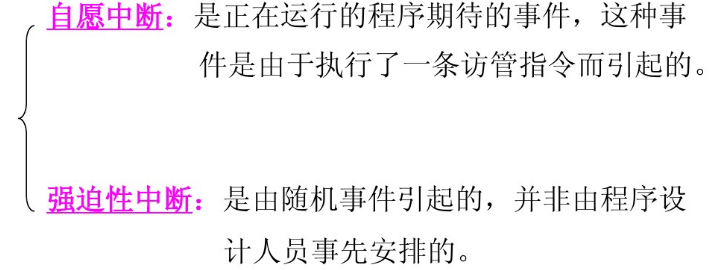 自愿中断：是正在运行的程序期待的事件，这种事
件是由于执行了一条访管指令而引起的。
强迫性中断：是由随机事件引起的，并非由程序设
计人员事先安排的。